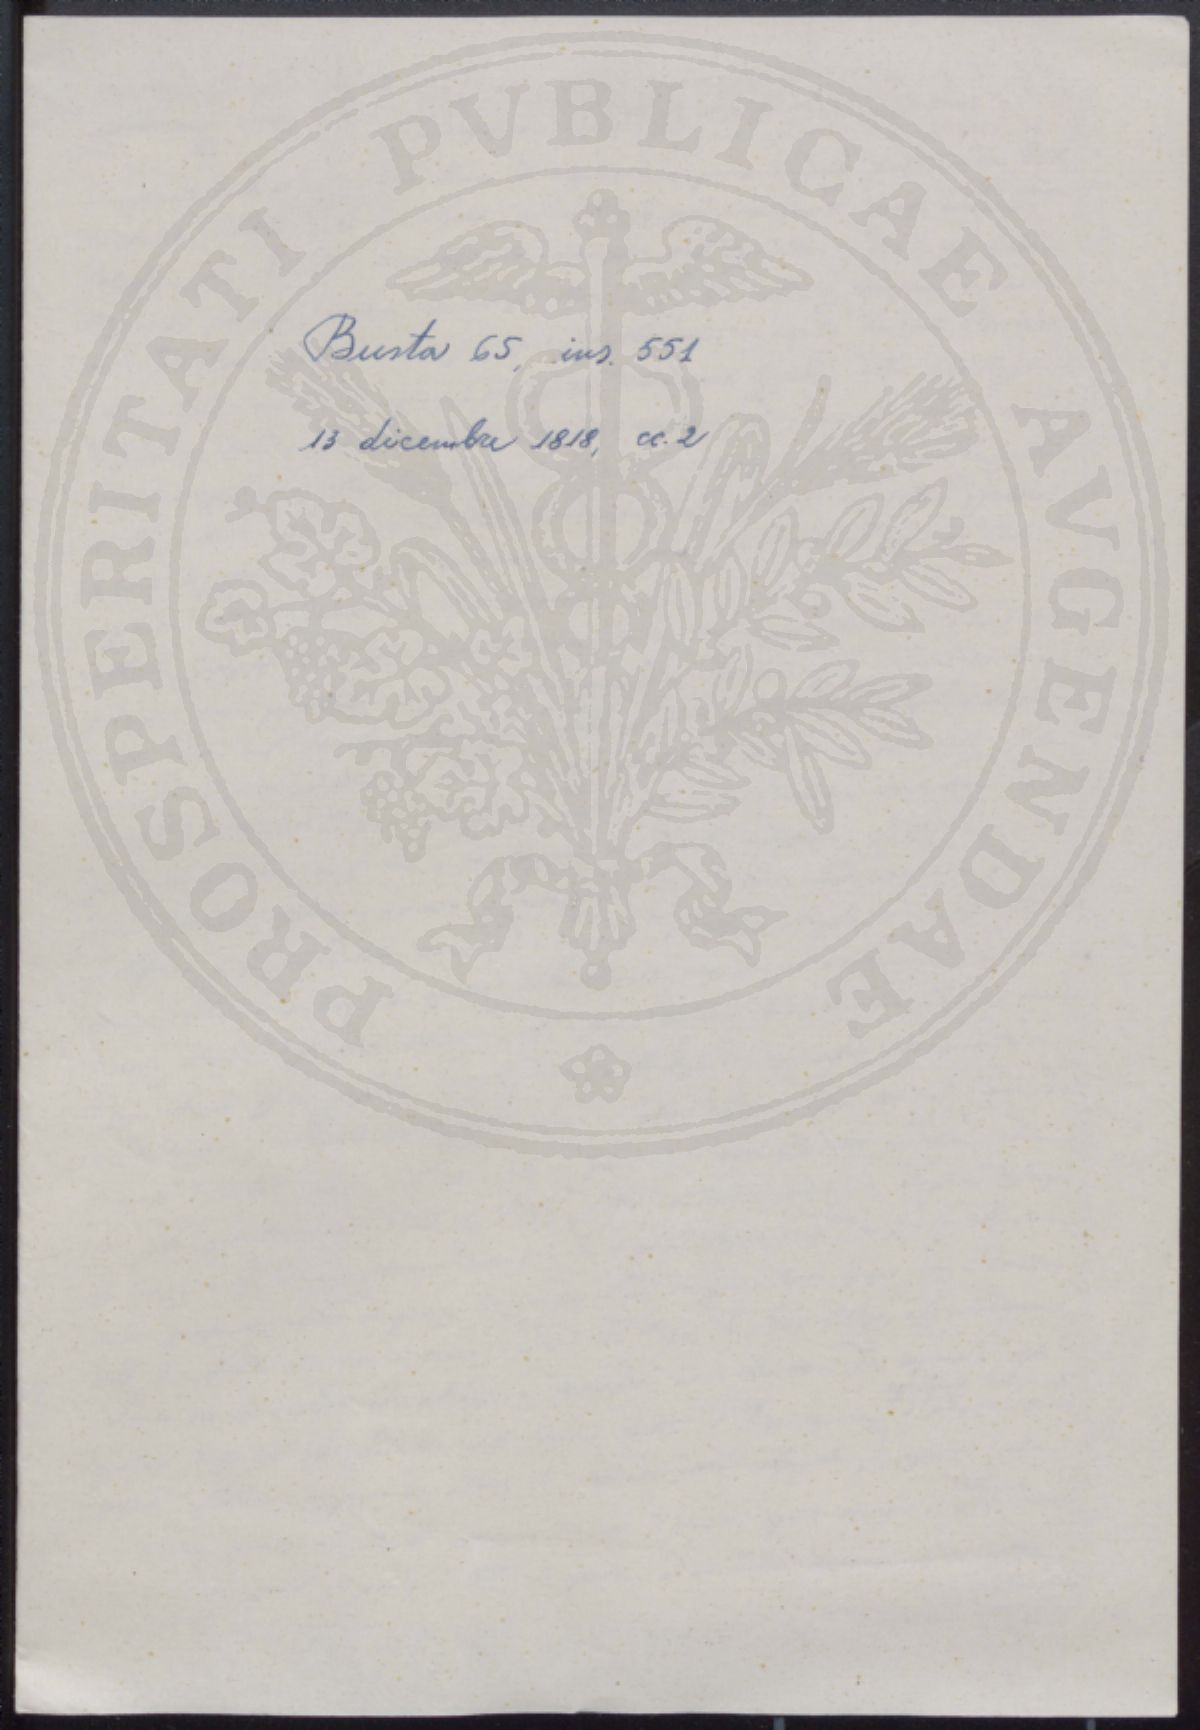 PROSPERITATI PVBLICAE AVGENDAE
Busta 65, ins. 551
13 dicembre 1818, cc. 2